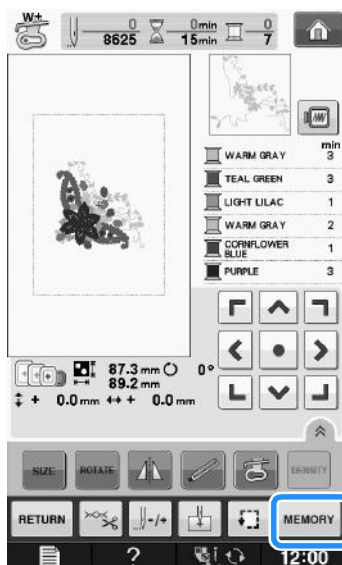 W+
0 0min 0
8625 15min 7
min
WARM GRAY 3
TEAL GREEN 3
LIGHT LILAC 1
WARM GRAY 2
CORNFLOWER BLUE 1
PURPLE 3
87.3 mm 0°
89.2 mm
+ 0.0 mm + 0.0 mm
SIZE ROTATE DENSITY
RETURN -/+ MEMORY
? 12:00